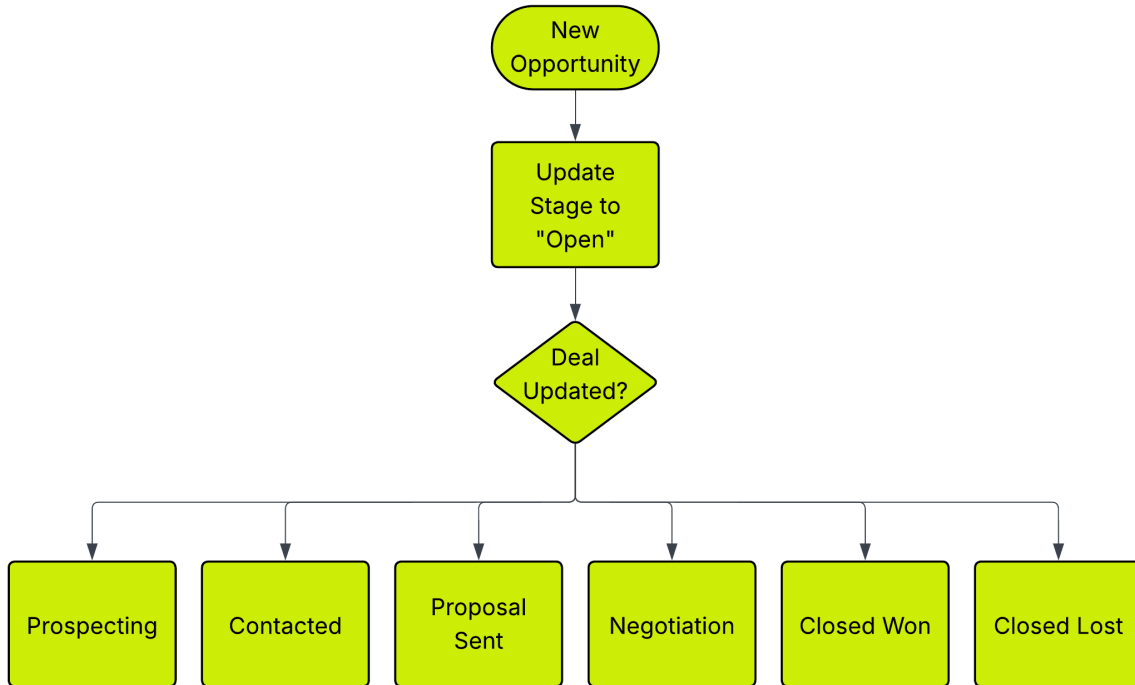 New
Opportunity
Update
Stage to
"Open"
Deal
Updated?
Prospecting
Contacted
Proposal
Sent
Negotiation
Closed Won
Closed Lost